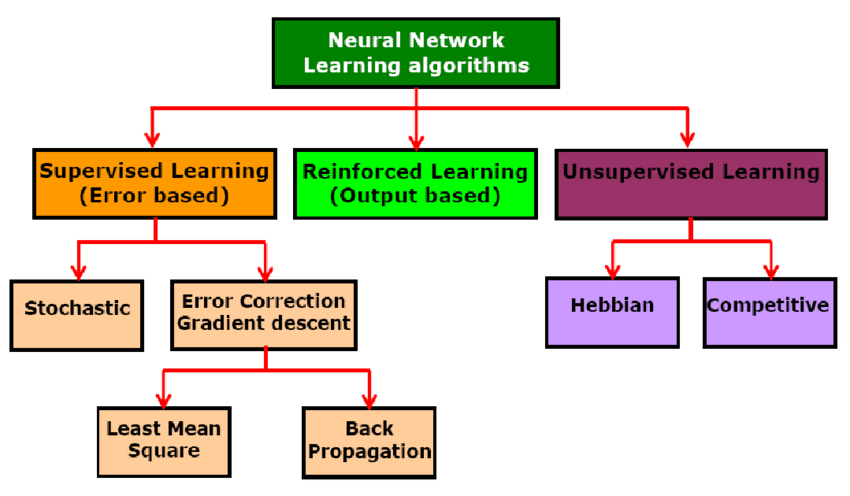 Neural Network
Learning algorithms
Supervised Learning
(Error based)
Reinforced Learning
(Output based)
Unsupervised Learning
Stochastic
Error Correction
Gradient descent
Hebbian
Competitive
Least Mean
Square
Back
Propagation